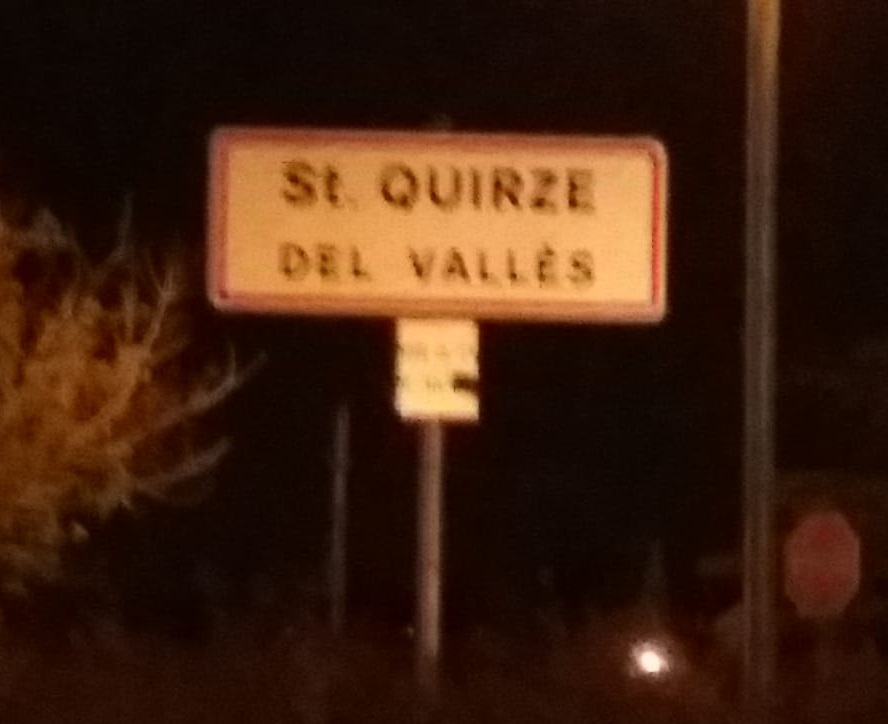 St. QUIRZE
DEL VALLÈS